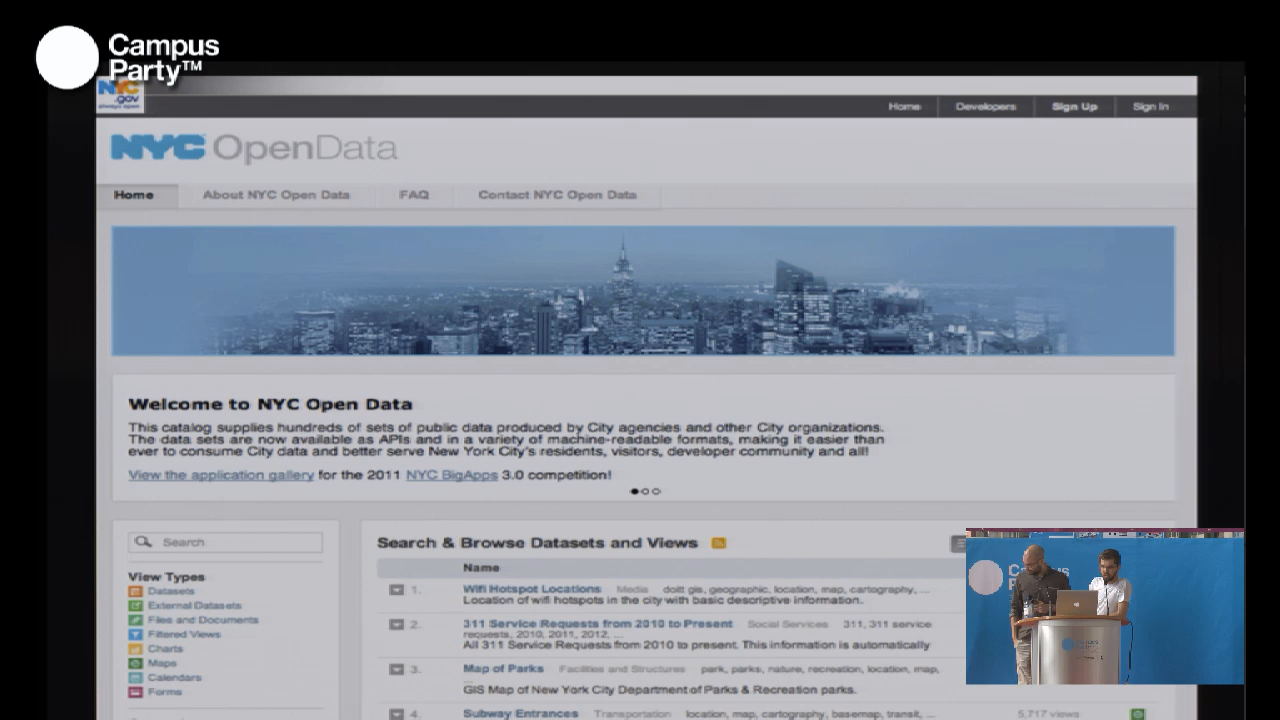 Campus
Party™
NYC
.gov
always open
Home Developers Sign Up Sign In
NYC OpenData
Home About NYC Open Data FAQ Contact NYC Open Data
Welcome to NYC Open Data
This catalog supplies hundreds of sets of public data produced by City agencies and other City organizations.
The data sets are now available as APIs and in a variety of machine-readable formats, making it easier than
ever to consume City data and better serve New York City's residents, visitors, developer community and all!
View the application gallery for the 2011 NYC BigApps 3.0 competition!
Search
View Types
Datasets
External Datasets
Files and Documents
Filtered Views
Charts
Maps
Calendars
Forms
Search & Browse Datasets and Views
Name
1. Wifi Hotspot Locations Media doitt gis, geographic, location, map, cartography, ...
Location of wifi hotspots in the city with basic descriptive information.
2. 311 Service Requests from 2010 to Present Social Services 311, 311 service
requests, 2010, 2011, 2012, ...
All 311 Service Requests from 2010 to present. This information is automatically
3. Map of Parks Facilities and Structures park, parks, nature, recreation, location, map,
...
GIS Map of New York City Department of Parks & Recreation parks.
4. Subway Entrances Transportation location, map, cartography, basemap, transit, ... 5,717 views